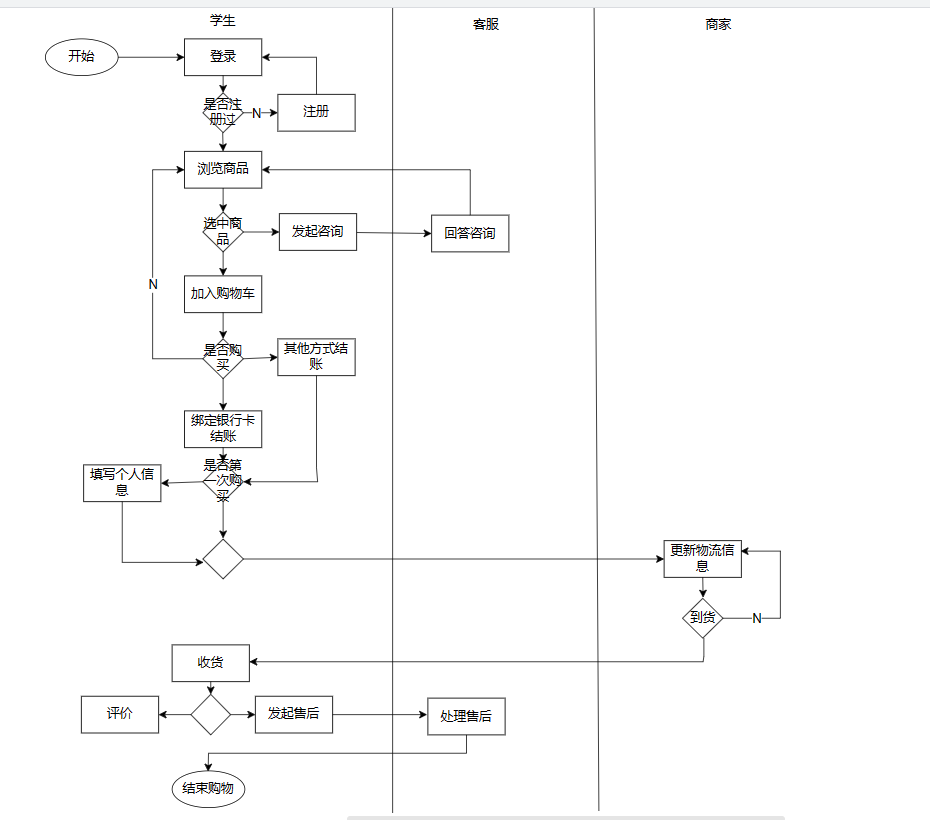 学生
客服
商家
开始
登录
是否注
册过
N
注册
浏览商品
选中商
品
发起咨询
回答咨询
N
加入购物车
是否购
买
其他方式结
账
绑定银行卡
结账
是否第
一次购
买
填写个人信
息
更新物流信
息
到货
N
收货
评价
发起售后
处理售后
结束购物